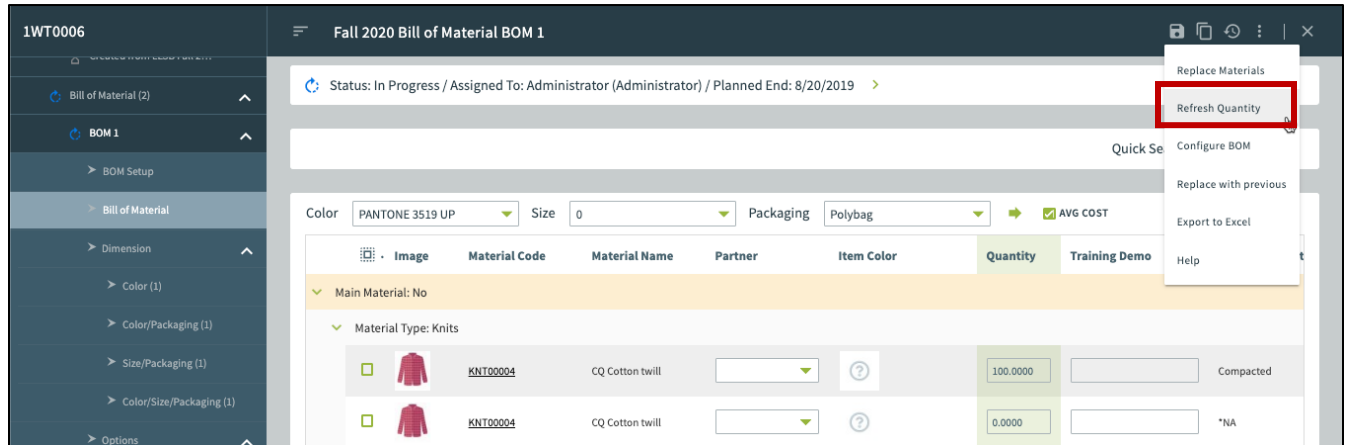 1WT0006
Fall 2020 Bill of Material BOM 1
Bill of Material (2)
BOM 1
BOM Setup
Bill of Material
Dimension
Color (1)
Color/Packaging (1)
Size/Packaging (1)
Color/Size/Packaging (1)
Options
Status: In Progress / Assigned To: Administrator (Administrator) / Planned End: 8/20/2019
Quick Se
Replace Materials
Refresh Quantity
Configure BOM
Replace with previous
Export to Excel
Help
Color PANTONE 3519 UP Size 0 Packaging Polybag AVG COST
Image Material Code Material Name Partner Item Color Quantity Training Demo t
Main Material: No
Material Type: Knits
KNT00004 CQ Cotton twill 100.0000 Compacted
KNT00004 CQ Cotton twill 0.0000 *NA